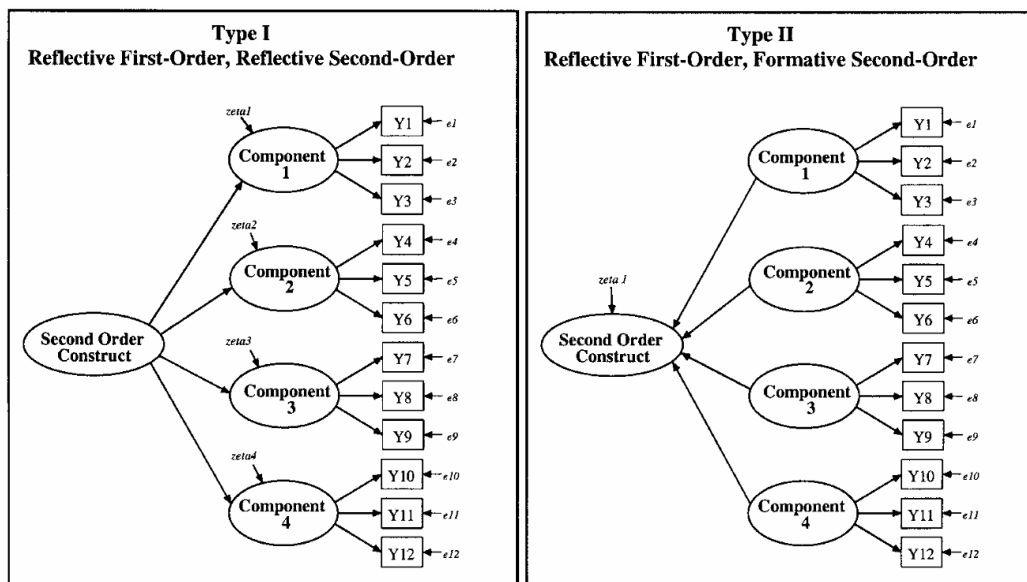 Type I
Reflective First-Order, Reflective Second-Order
zeta1
Component
1
Y1
e1
Y2
e2
Y3
e3
zeta2
Component
2
Y4
e4
Y5
e5
Y6
e6
Second Order
Construct
zeta3
Component
3
Y7
e7
Y8
e8
Y9
e9
zeta4
Component
4
Y10
e10
Y11
e11
Y12
e12
Type II
Reflective First-Order, Formative Second-Order
Component
1
Y1
e1
Y2
e2
Y3
e3
Component
2
Y4
e4
Y5
e5
Y6
e6
zeta 1
Second Order
Construct
Component
3
Y7
e7
Y8
e8
Y9
e9
Component
4
Y10
e10
Y11
e11
Y12
e12